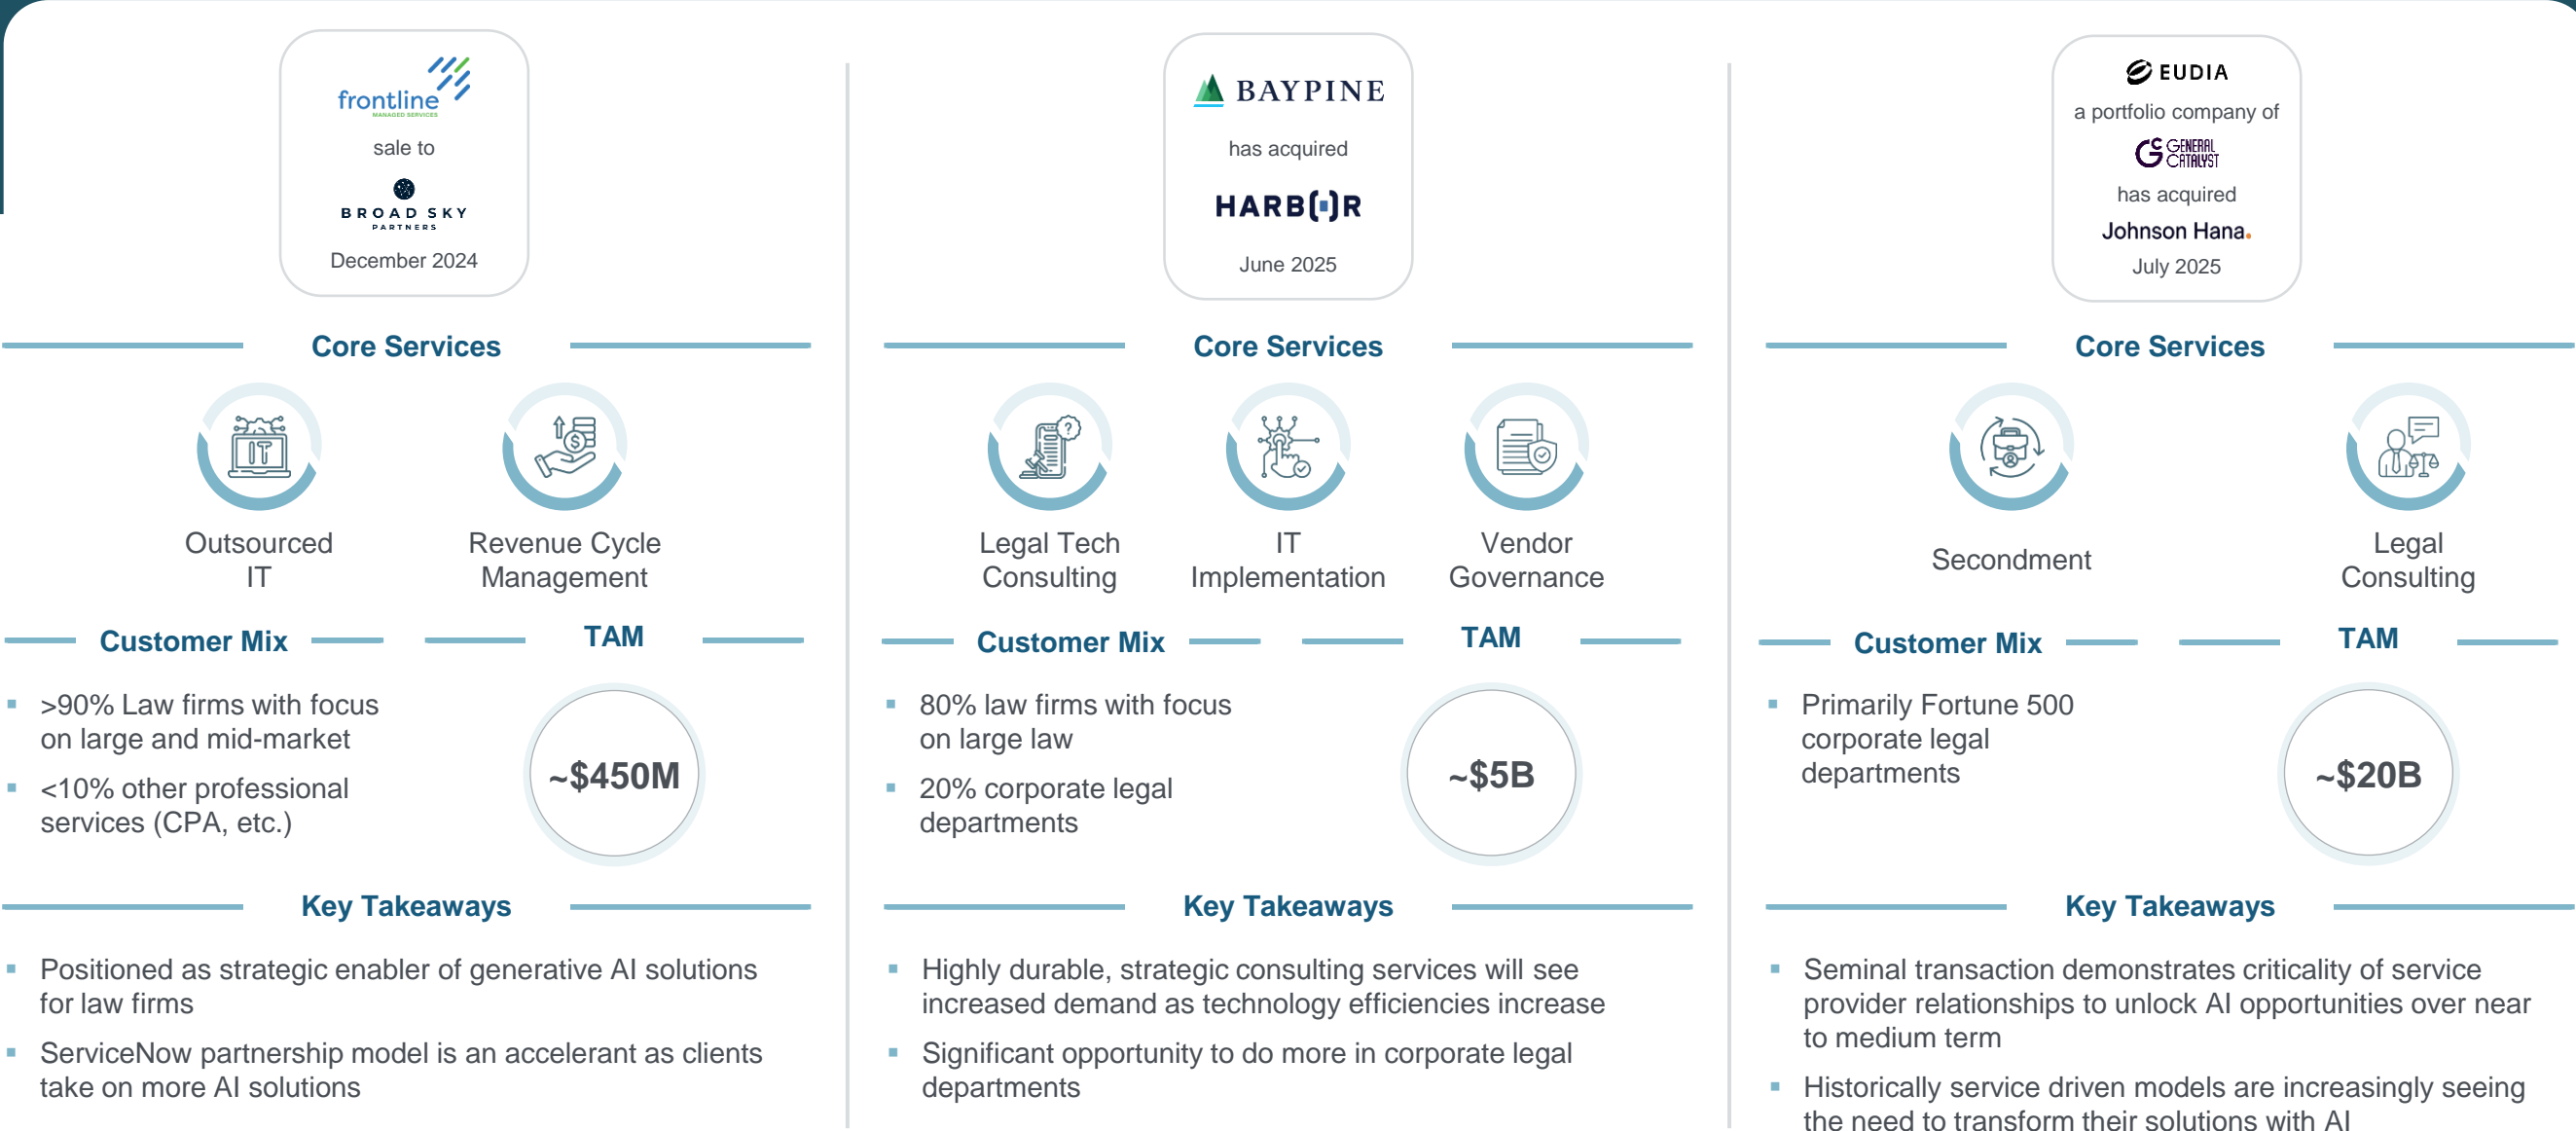 frontline
MANAGED SERVICES
sale to
BROAD SKY
PARTNERS
December 2024
Core Services
IT
$
Outsourced
IT
Revenue Cycle
Management
Customer Mix
TAM
>90% Law firms with focus
on large and mid-market
<10% other professional
services (CPA, etc.)
~$450M
Key Takeaways
Positioned as strategic enabler of generative AI solutions
for law firms
ServiceNow partnership model is an accelerant as clients
take on more AI solutions
BAYPINE
has acquired
HARBOR
June 2025
Core Services
?
Legal Tech
Consulting
IT
Implementation
Vendor
Governance
Customer Mix
TAM
80% law firms with focus
on large law
20% corporate legal
departments
~$5B
Key Takeaways
Highly durable, strategic consulting services will see
increased demand as technology efficiencies increase
Significant opportunity to do more in corporate legal
departments
EUDIA
a portfolio company of
GC GENERAL
CATALYST
has acquired
Johnson Hana.
July 2025
Core Services
Secondment
Legal
Consulting
Customer Mix
TAM
Primarily Fortune 500
corporate legal
departments
~$20B
Key Takeaways
Seminal transaction demonstrates criticality of service
provider relationships to unlock AI opportunities over near
to medium term
Historically service driven models are increasingly seeing
the need to transform their solutions with AI